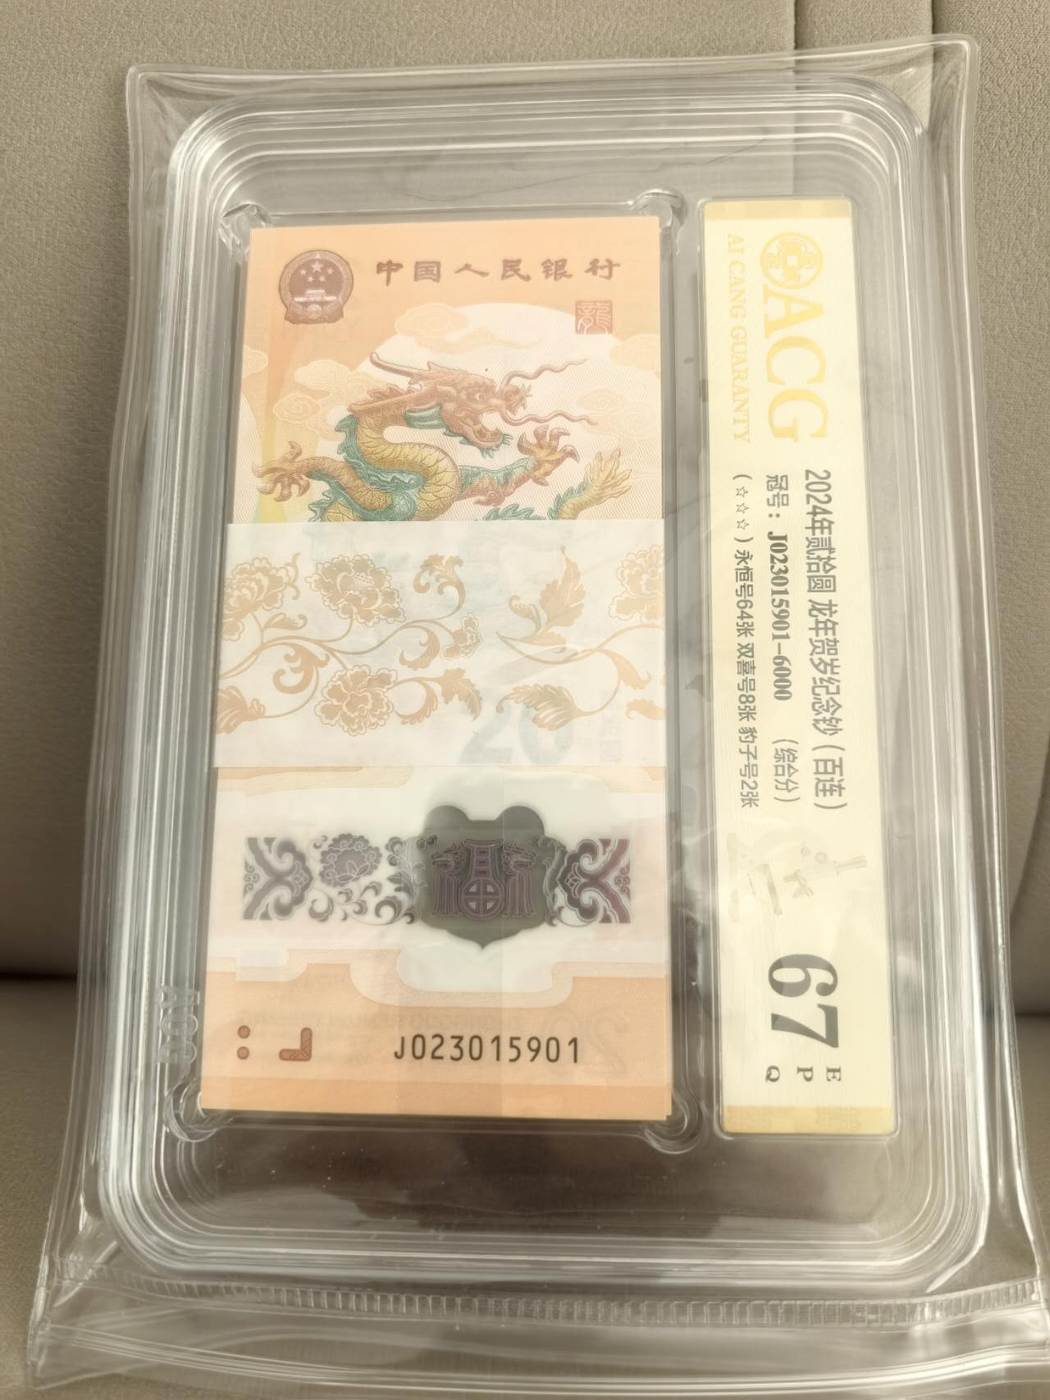 中国人民银行
龍
20
J023015901
ACG
AI CANG GUARANTY
2024年贰拾圆 龙年贺岁纪念钞（百连）
冠号：J023015901-6000 （综合分）
（☆☆☆）永恒号64张 双喜号8张 豹子号2张
67
E
P
Q